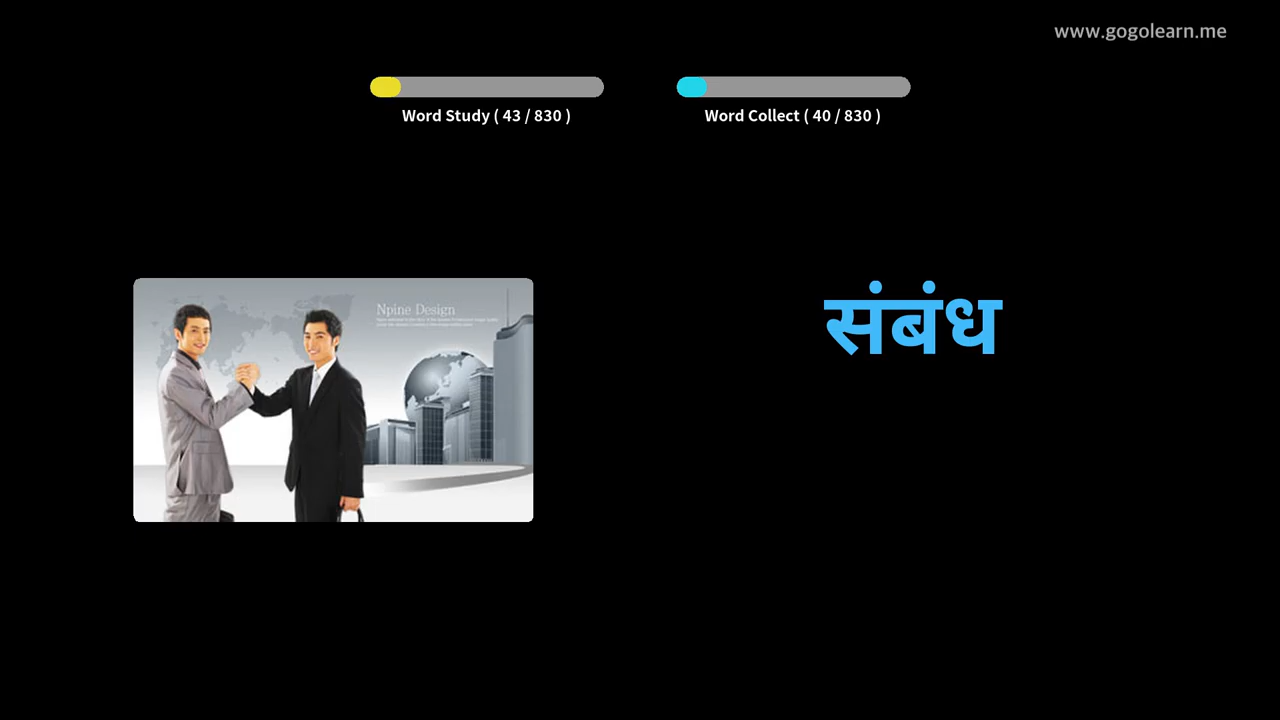 www.gogolearn.me
Word Study ( 43 / 830 )
Word Collect ( 40 / 830 )
Npine Design
संबंध